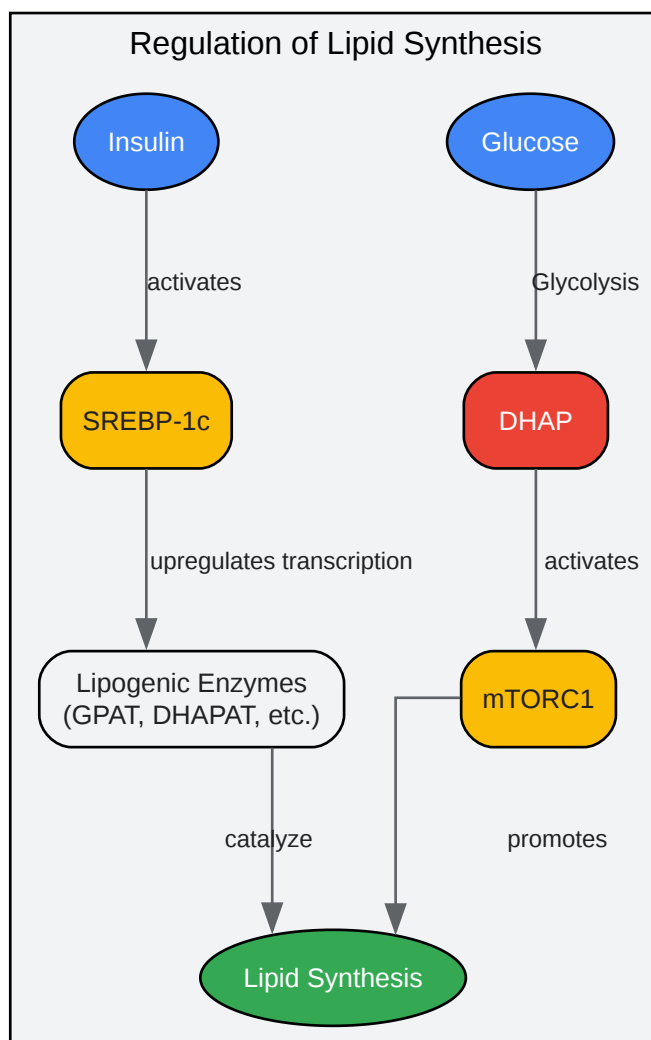 Regulation of Lipid Synthesis
Insulin
Glucose
activates
Glycolysis
SREBP-1c
DHAP
upregulates transcription
activates
Lipogenic Enzymes
(GPAT, DHAPAT, etc.)
mTORC1
catalyze
promotes
Lipid Synthesis